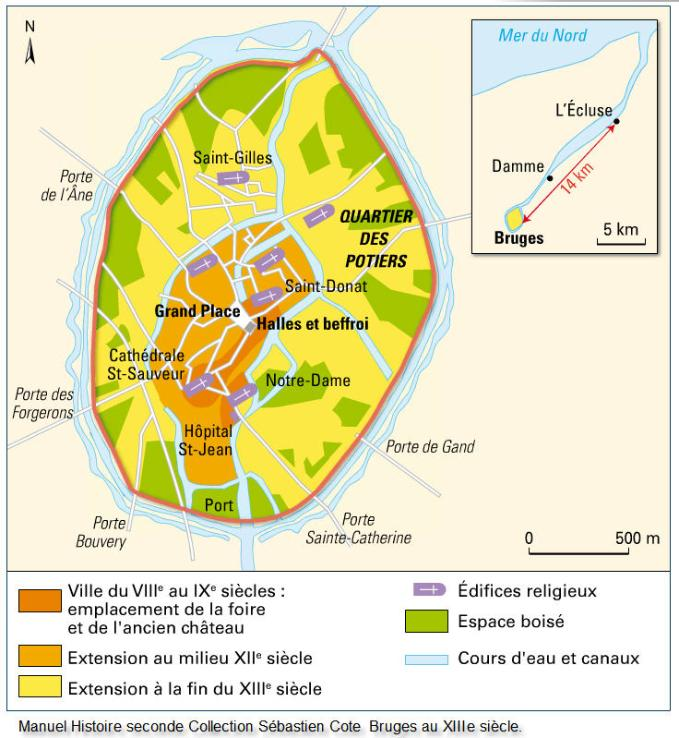 N
Mer du Nord
L'Écluse
Damme
14 km
Bruges
5 km
Saint-Gilles
Porte
de l'Âne
QUARTIER
DES
POTIERS
Saint-Donat
Grand Place
Halles et beffroi
Cathédrale
St-Sauveur
Notre-Dame
Porte des
Forgerons
Hôpital
St-Jean
Porte de Gand
Port
Porte
Bouvery
Porte
Sainte-Catherine
0 500 m
Ville du VIIIe au IXe siècles :
emplacement de la foire
et de l'ancien château
Extension au milieu XIIe siècle
Extension à la fin du XIIIe siècle
Édifices religieux
Espace boisé
Cours d'eau et canaux
Manuel Histoire seconde Collection Sébastien Cote Bruges au XIIIe siècle.